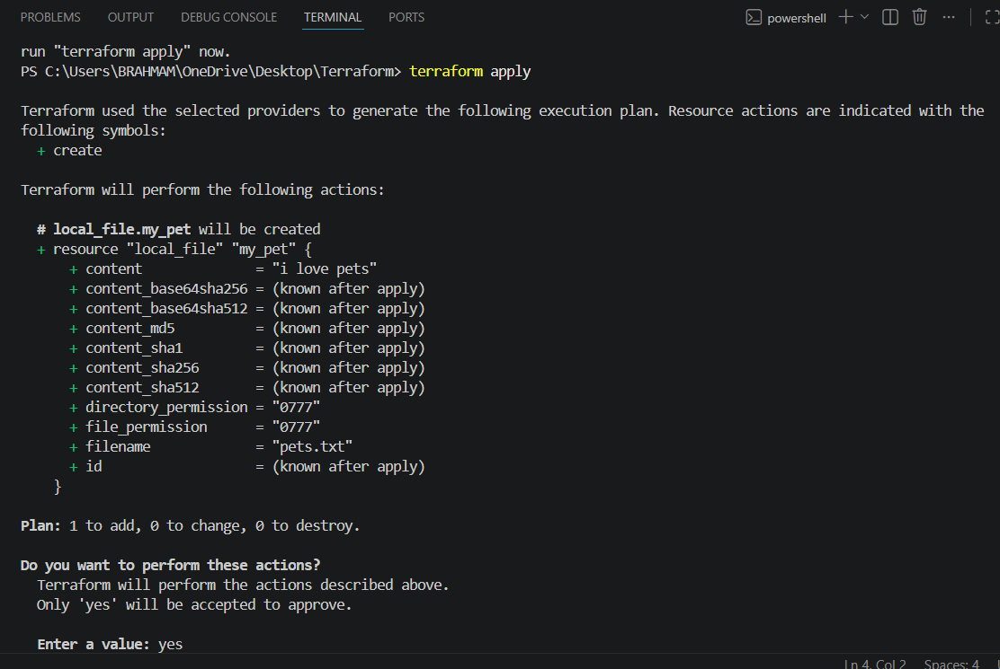 PROBLEMS OUTPUT DEBUG CONSOLE TERMINAL PORTS powershell
run "terraform apply" now.
PS C:\Users\BRAHMAM\OneDrive\Desktop\Terraform> terraform apply
Terraform used the selected providers to generate the following execution plan. Resource actions are indicated with the
following symbols:
+ create
Terraform will perform the following actions:
# local_file.my_pet will be created
+ resource "local_file" "my_pet" {
+ content = "i love pets"
+ content_base64sha256 = (known after apply)
+ content_base64sha512 = (known after apply)
+ content_md5 = (known after apply)
+ content_sha1 = (known after apply)
+ content_sha256 = (known after apply)
+ content_sha512 = (known after apply)
+ directory_permission = "0777"
+ file_permission = "0777"
+ filename = "pets.txt"
+ id = (known after apply)
}
Plan: 1 to add, 0 to change, 0 to destroy.
Do you want to perform these actions?
Terraform will perform the actions described above.
Only 'yes' will be accepted to approve.
Enter a value: yes
Ln 4, Col 2 Spaces: 4